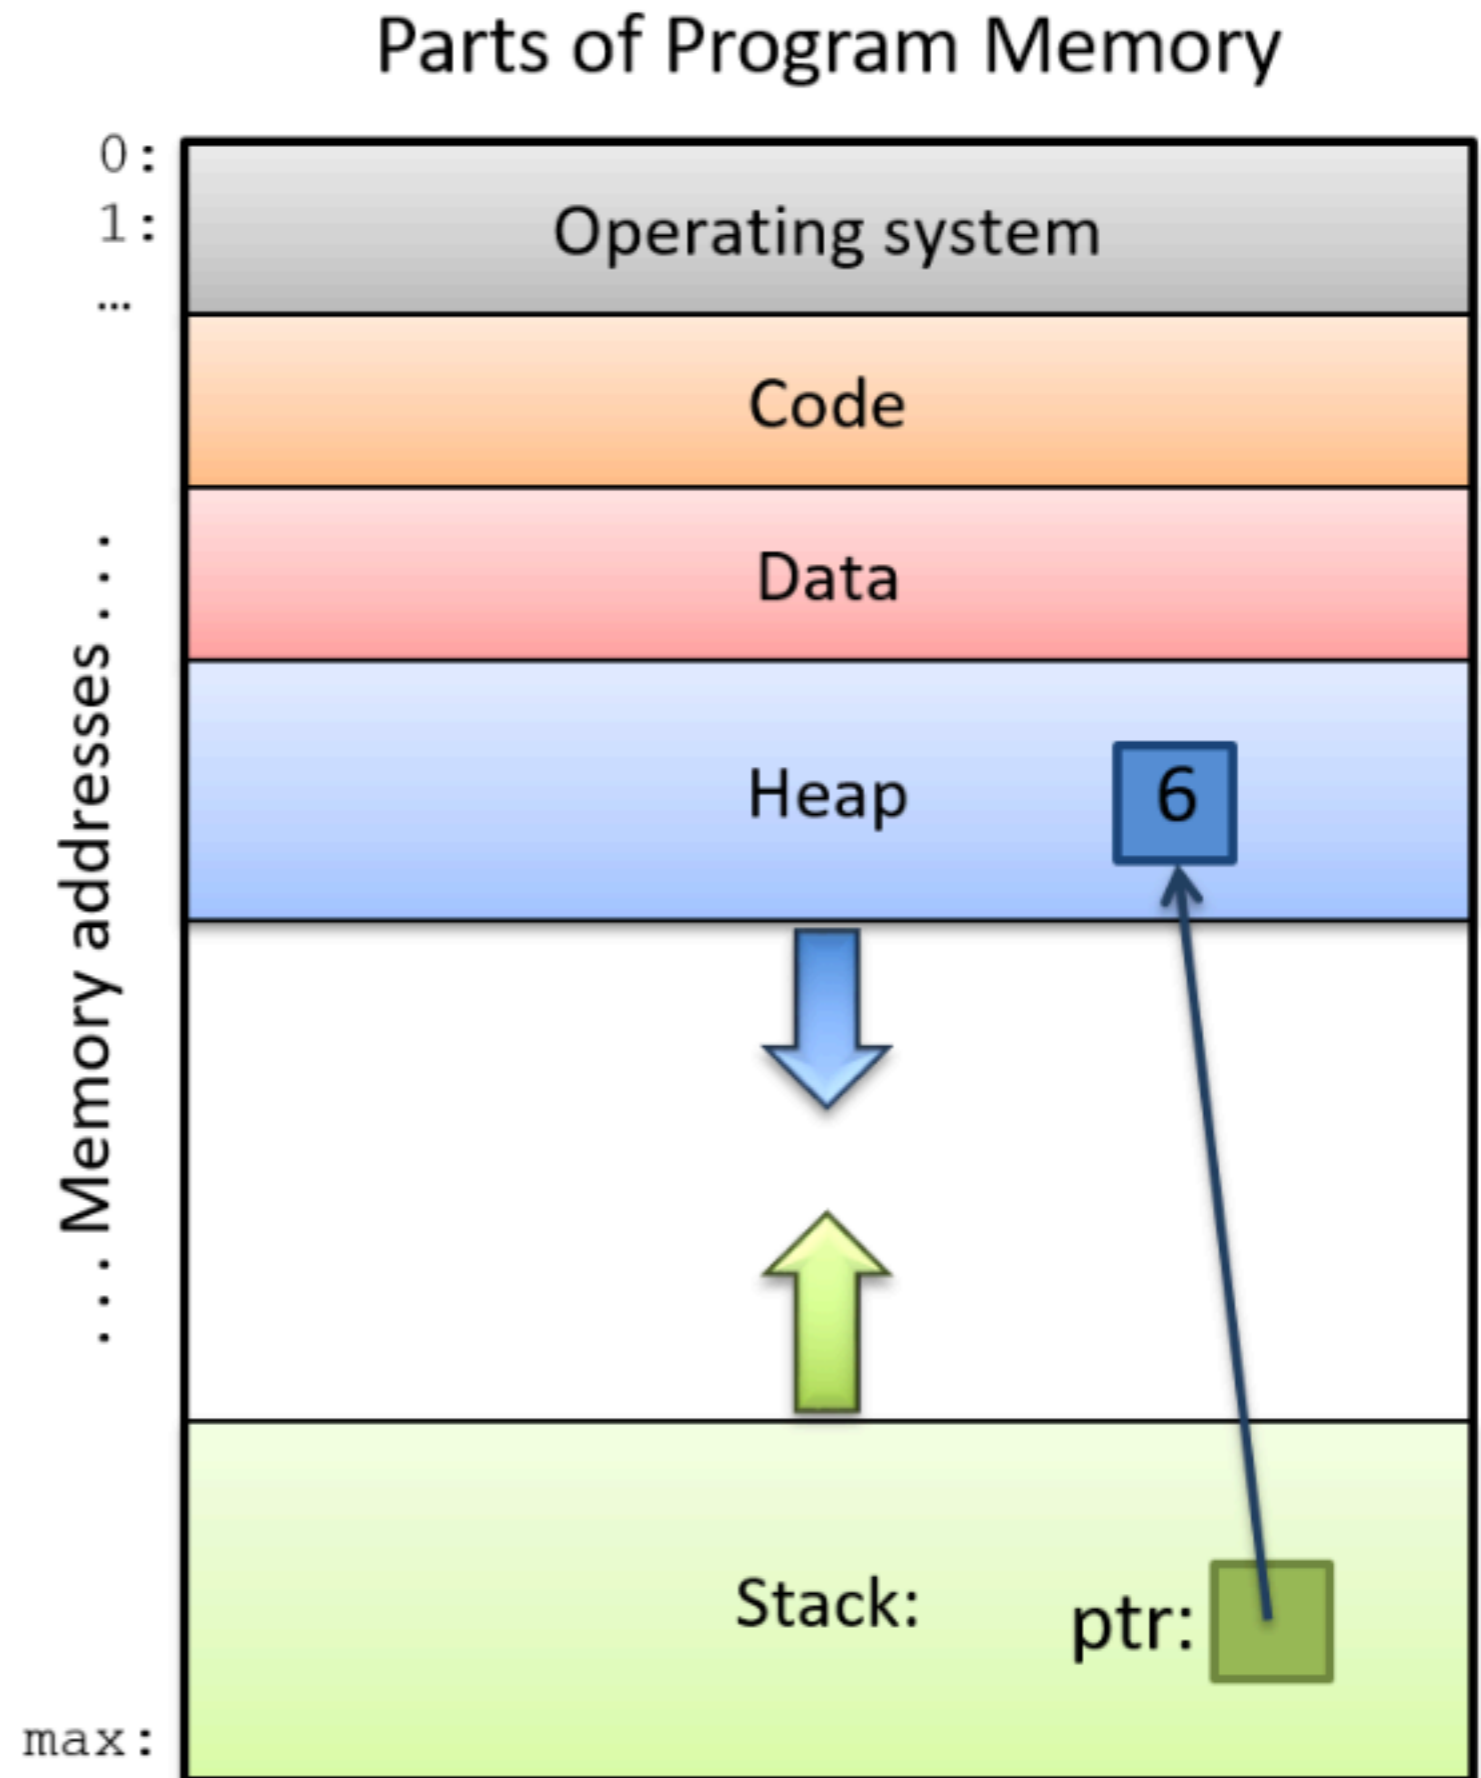 Parts of Program Memory
0:
1:
...
Operating system
Code
Data
. . . Memory addresses . . .
Heap
6
Stack:
ptr:
max: